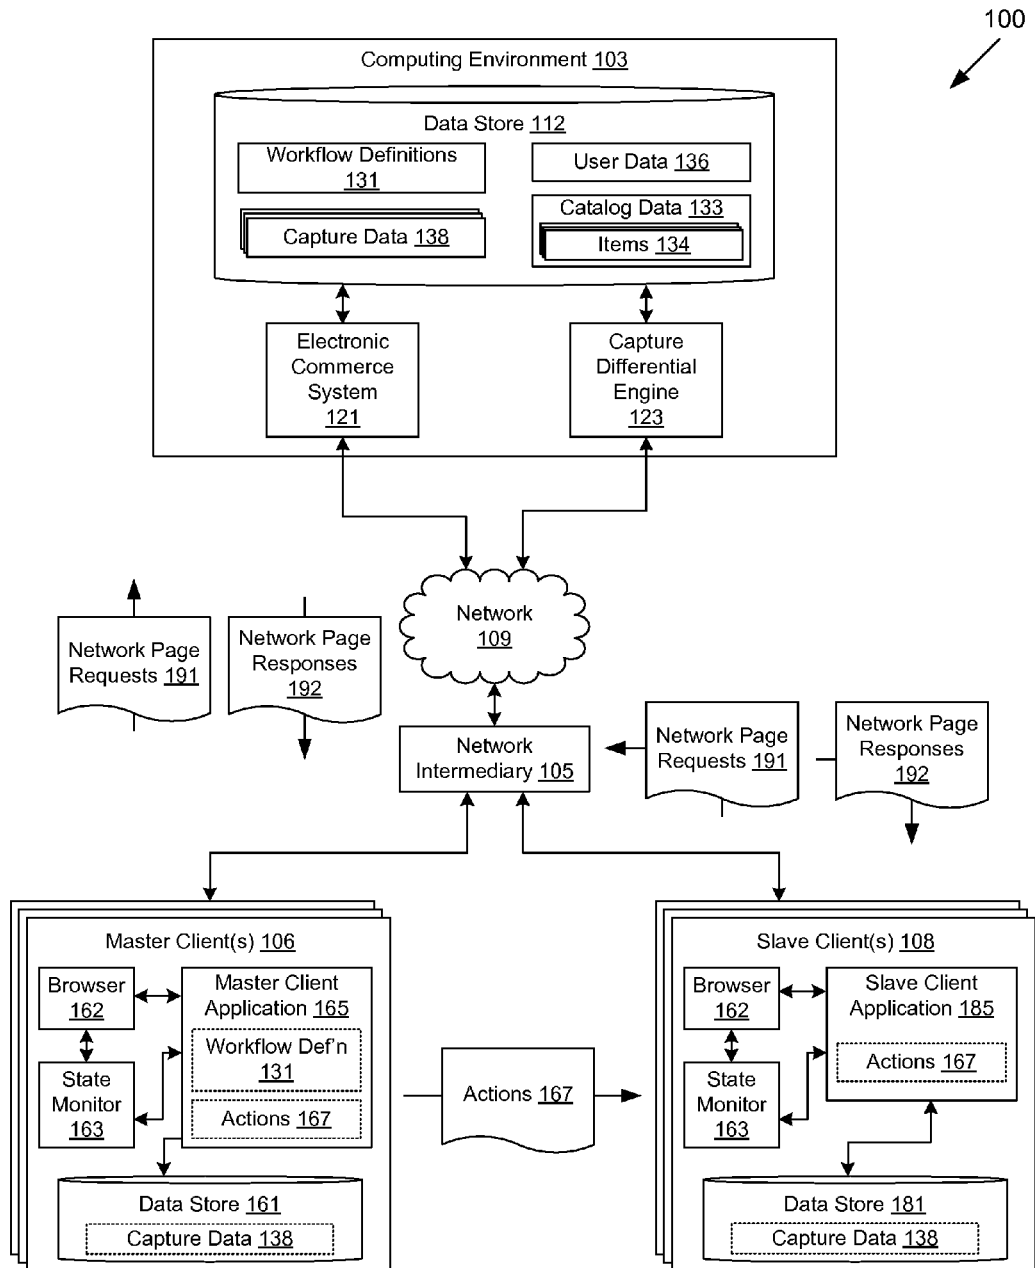 100
Computing Environment 103
Data Store 112
Workflow Definitions
131
User Data 136
Capture Data 138
Catalog Data 133
Items 134
Electronic
Commerce
System
121
Capture
Differential
Engine
123
Network
109
Network Page
Requests 191
Network Page
Responses
192
Network
Intermediary 105
Network Page
Requests 191
Network Page
Responses
192
Master Client(s) 106
Browser
162
Master Client
Application 165
Workflow Def'n
131
State
Monitor
163
Actions 167
Data Store 161
Capture Data 138
Actions 167
Slave Client(s) 108
Browser
162
Slave Client
Application 185
Actions
167
State
Monitor
163
Data Store 181
Capture Data 138